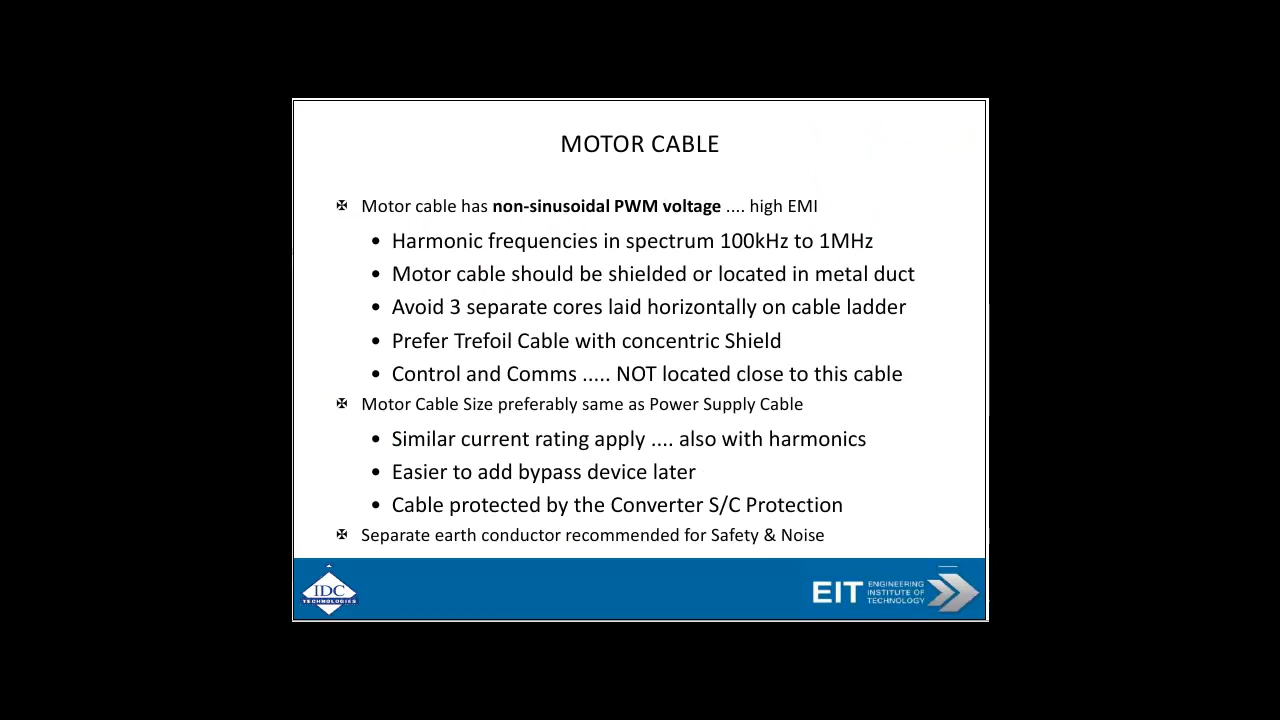 MOTOR CABLE
✠ Motor cable has non-sinusoidal PWM voltage .... high EMI
• Harmonic frequencies in spectrum 100kHz to 1MHz
• Motor cable should be shielded or located in metal duct
• Avoid 3 separate cores laid horizontally on cable ladder
• Prefer Trefoil Cable with concentric Shield
• Control and Comms ..... NOT located close to this cable
✠ Motor Cable Size preferably same as Power Supply Cable
• Similar current rating apply .... also with harmonics
• Easier to add bypass device later
• Cable protected by the Converter S/C Protection
✠ Separate earth conductor recommended for Safety & Noise
IDC
TECHNOLOGIES
EIT
ENGINEERING
INSTITUTE OF
TECHNOLOGY